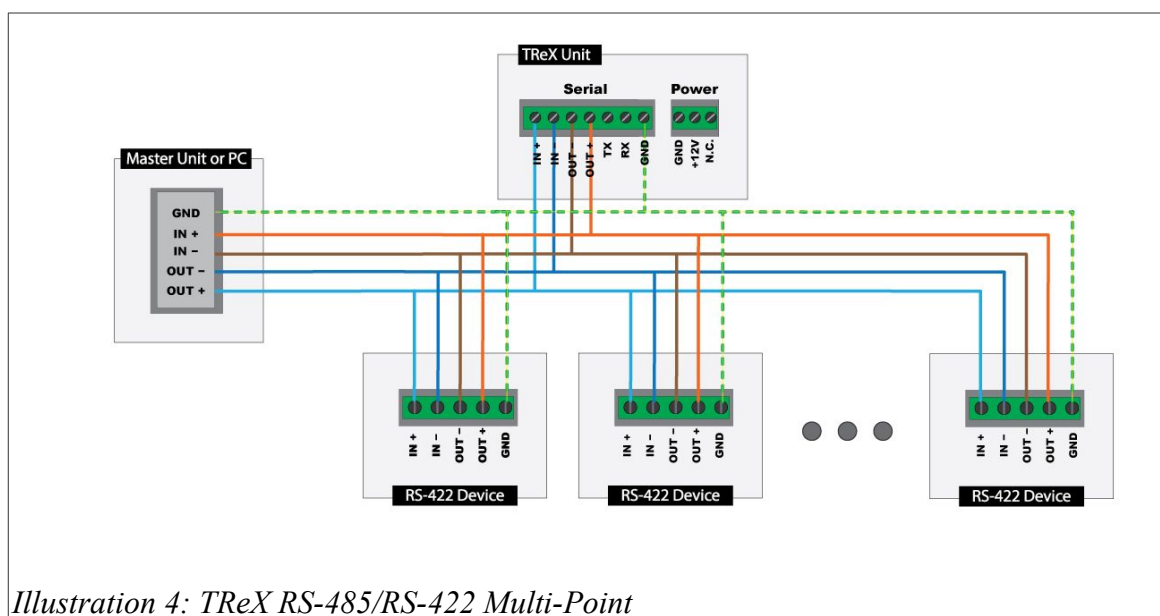 TReX Unit
Serial Power
IN +
IN –
OUT –
OUT +
TX
RX
GND
GND
+12V
N.C.
Master Unit or PC
GND
IN +
IN –
OUT –
OUT +
IN +
IN –
OUT –
OUT +
GND
RS-422 Device
IN +
IN –
OUT –
OUT +
GND
RS-422 Device
IN +
IN –
OUT –
OUT +
GND
RS-422 Device
Illustration 4: TReX RS-485/RS-422 Multi-Point